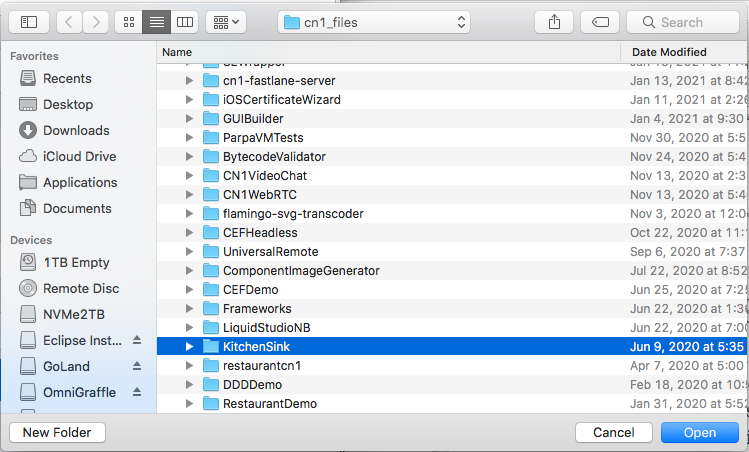 cn1_files
Search
Favorites
Recents
Desktop
Downloads
iCloud Drive
Applications
Documents
Devices
1TB Empty
Remote Disc
NVMe2TB
Eclipse Inst...
GoLand
OmniGraffle
Name Date Modified
cn1-fastlane-server Jan 13, 2021 at 8:42
iOSCertificateWizard Jan 11, 2021 at 2:26
GUIBuilder Jan 4, 2021 at 9:30
ParpaVMTests Nov 30, 2020 at 5:5
BytecodeValidator Nov 24, 2020 at 5:4
CN1VideoChat Nov 13, 2020 at 2:3
CN1WebRTC Nov 13, 2020 at 5:4
flamingo-svg-transcoder Nov 3, 2020 at 12:0
CEFHeadless Oct 22, 2020 at 11:1
UniversalRemote Sep 6, 2020 at 7:37
ComponentImageGenerator Jul 22, 2020 at 8:52
CEFDemo Jun 25, 2020 at 7:25
Frameworks Jun 22, 2020 at 1:3
LiquidStudioNB Jun 22, 2020 at 7:00
KitchenSink Jun 9, 2020 at 5:35
restaurantcn1 Apr 7, 2020 at 5:00
DDDDemo Feb 18, 2020 at 10:
RestaurantDemo Jan 31, 2020 at 5:52
New Folder
Cancel
Open